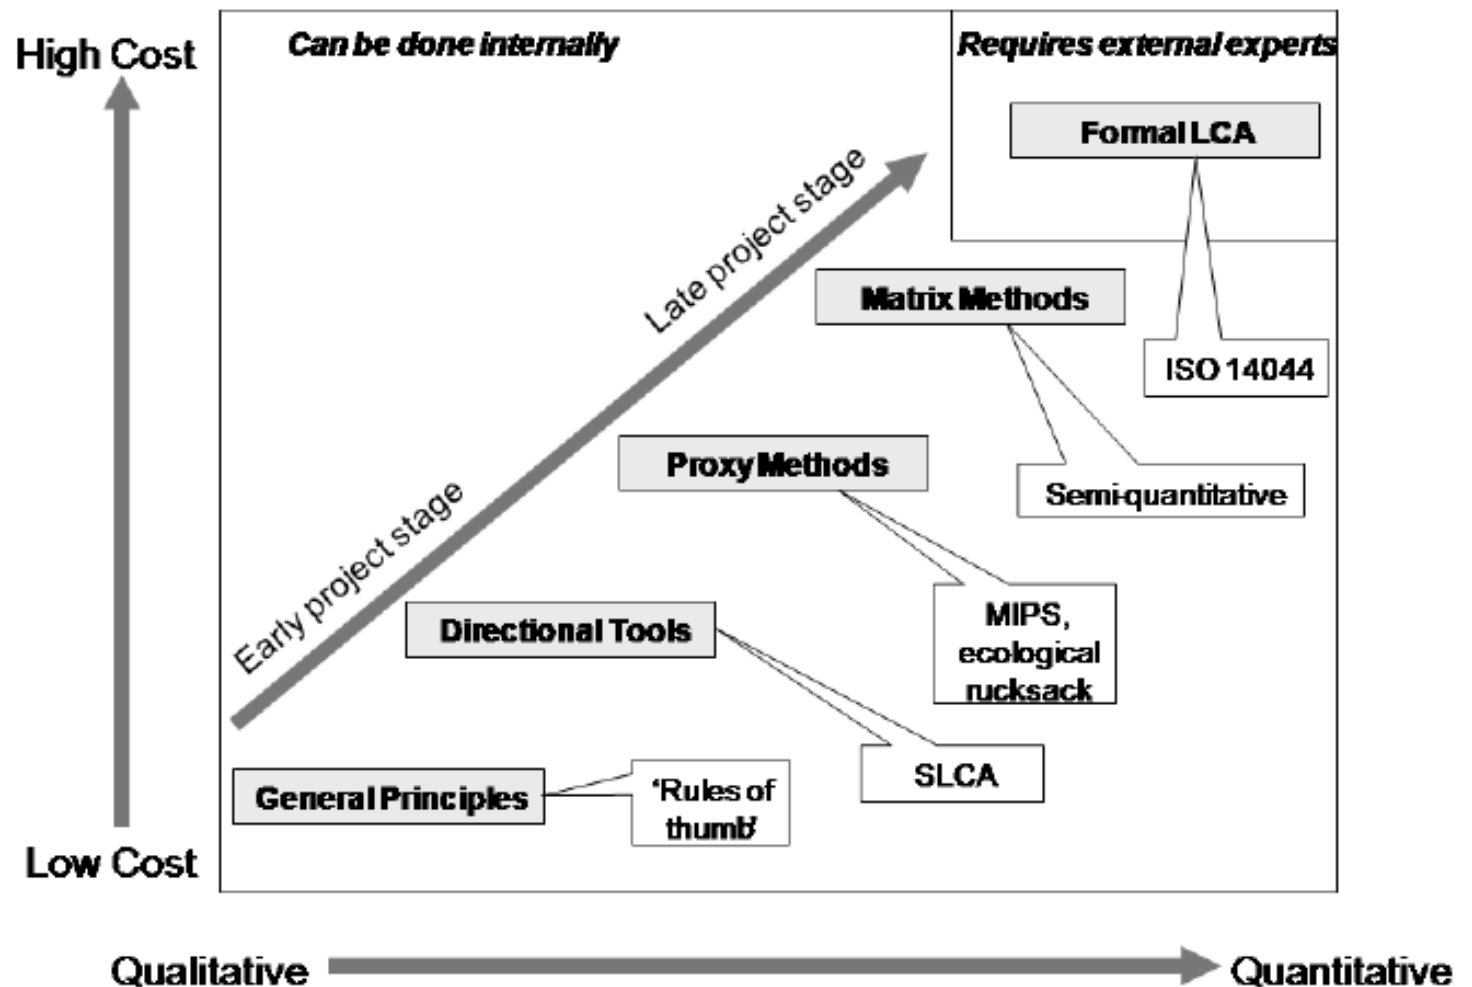 High Cost
Can be done internally
Requires external experts
Formal LCA
Late project stage
Matrix Methods
ISO 14044
Proxy Methods
Semi-quantitative
Early project stage
MIPS,
ecological
rucksack
Directional Tools
SLCA
General Principles
‘Rules of
thumb’
Low Cost
Qualitative
Quantitative